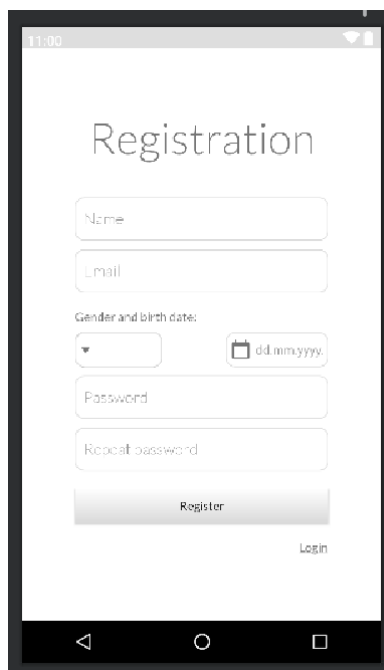 11:00
Registration
Name
Email
Gender and birth date:
dd.mm.yyyy.
Password
Repeat password
Register
Login